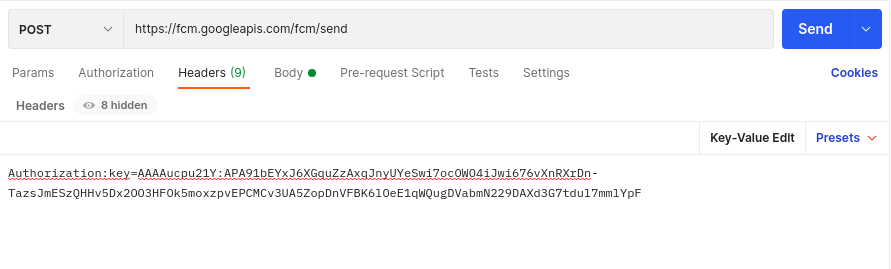 POST https://fcm.googleapis.com/fcm/send Send
Params Authorization Headers (9) Body Pre-request Script Tests Settings Cookies
Headers 8 hidden
Key-Value Edit Presets
Authorization:key=AAAAucpu21Y:APA91bEYxJ6XGquZzAxqJnyUYeSwi7ocOWO4iJwi676vXnRXrDn-
TazsJmESzQHHv5Dx2OO3HFOk5moxzpvEPCMCv3UA5ZopDnVFBK6lOeE1qWQugDVabmN229DAXd3G7tdul7mmlYpF